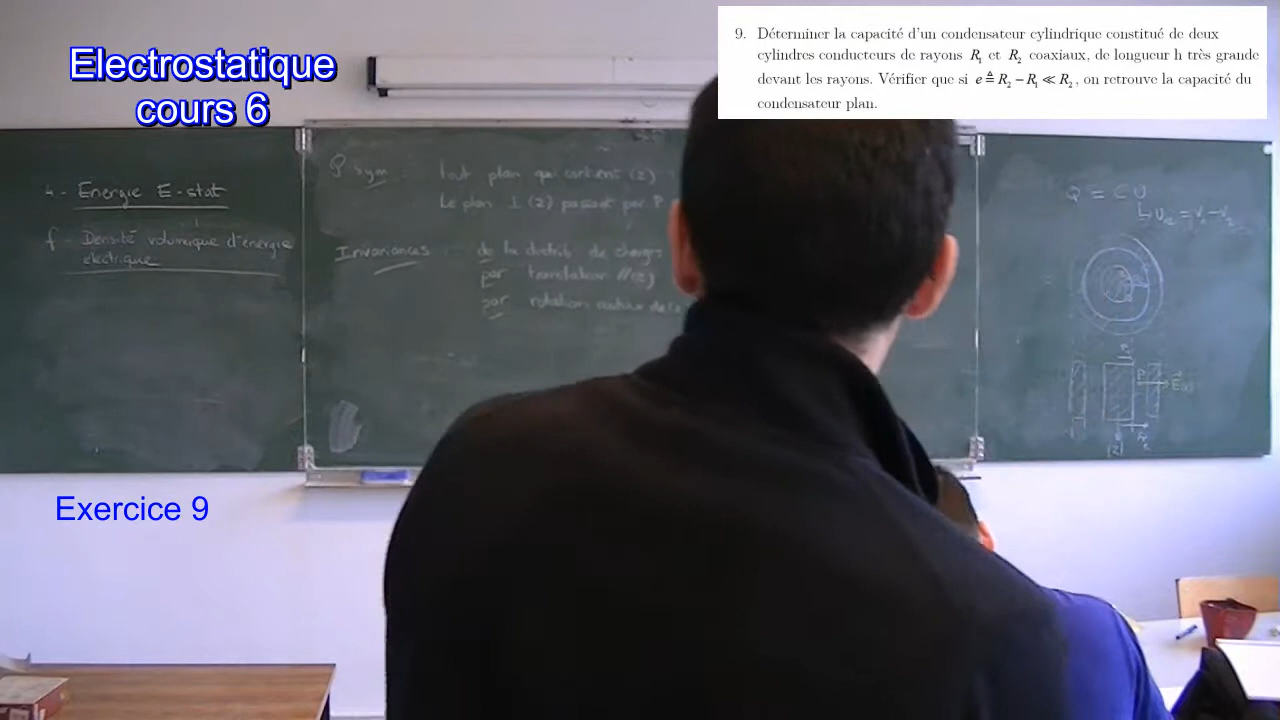 Electrostatique
cours 6
9. Déterminer la capacité d'un condensateur cylindrique constitué de deux
cylindres conducteurs de rayons R₁ et R₂ coaxiaux, de longueur h très grande
devant les rayons. Vérifier que si e ≜ R₂ − R₁ ≪ R₂, on retrouve la capacité du
condensateur plan.
4 - Energie E-stat
f - Densité volumique d'énergie
électrique
P sym : tout plan qui contient (z)
Le plan ⊥ (z) passant par P
Invariances : de la distrib de charges
par translation //(z)
par rotation autour de (z
Q = C U
Exercice 9